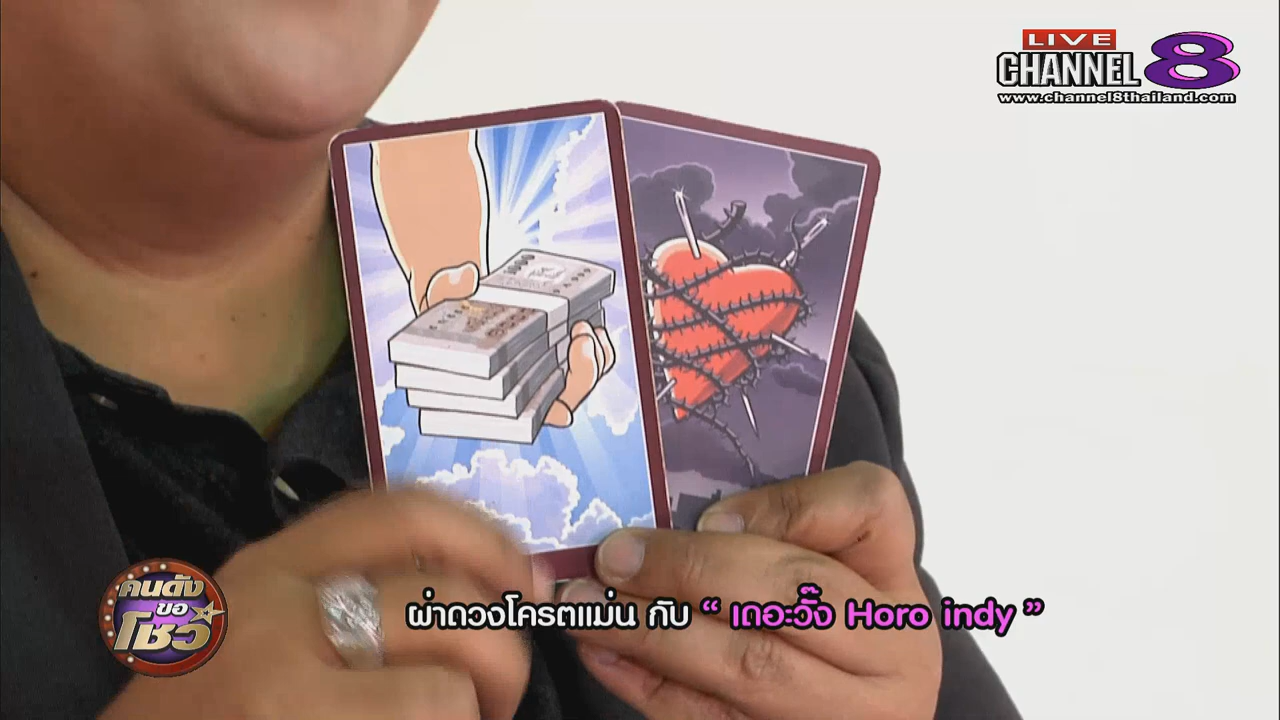 LIVE
CHANNEL 8
www.channel8thailand.com
1000
คนดัง
ขอ
โชว์
ผ่าดวงโครตแม่น กับ “ เดอะวั๊ง Horo indy ”